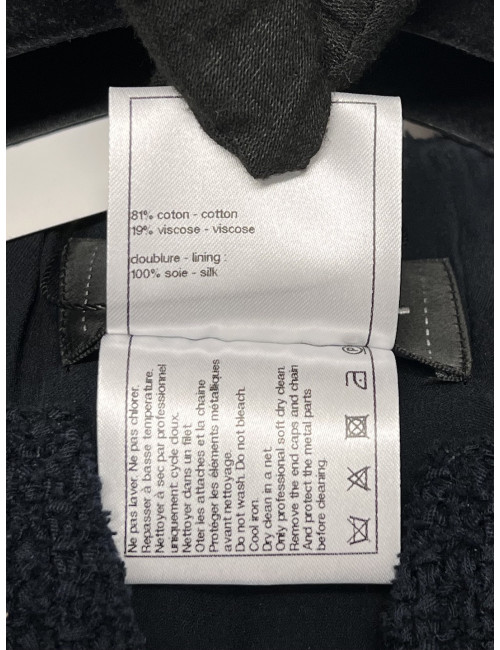 81% coton - cotton
19% viscose - viscose
doublure - lining :
100% soie - silk
Ne pas laver. Ne pas chlorer.
Repasser à basse température.
Nettoyer à sec par professionnel
uniquement: cycle doux.
Nettoyer dans un filet
Oter les attaches et la chaine
Protéger les éléments métalliques
avant nettoyage.
Do not wash. Do not bleach.
Cool iron.
Dry clean in a net.
Only professional soft dry clean.
Remove the end caps and chain
And protect the metal parts
before cleaning.
P